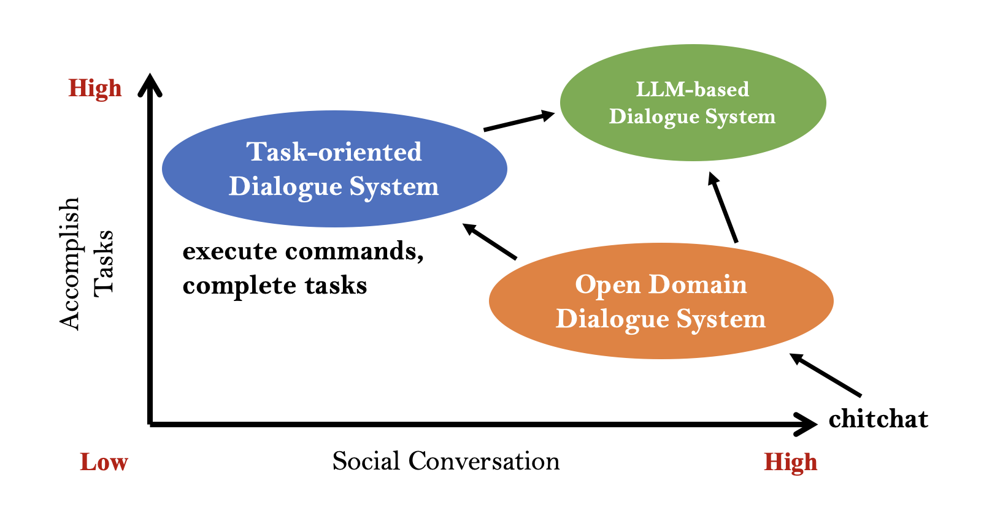 High
LLM-based
Dialogue System
Task-oriented
Dialogue System
Accomplish
Tasks
execute commands,
complete tasks
Open Domain
Dialogue System
chitchat
Low
Social Conversation
High